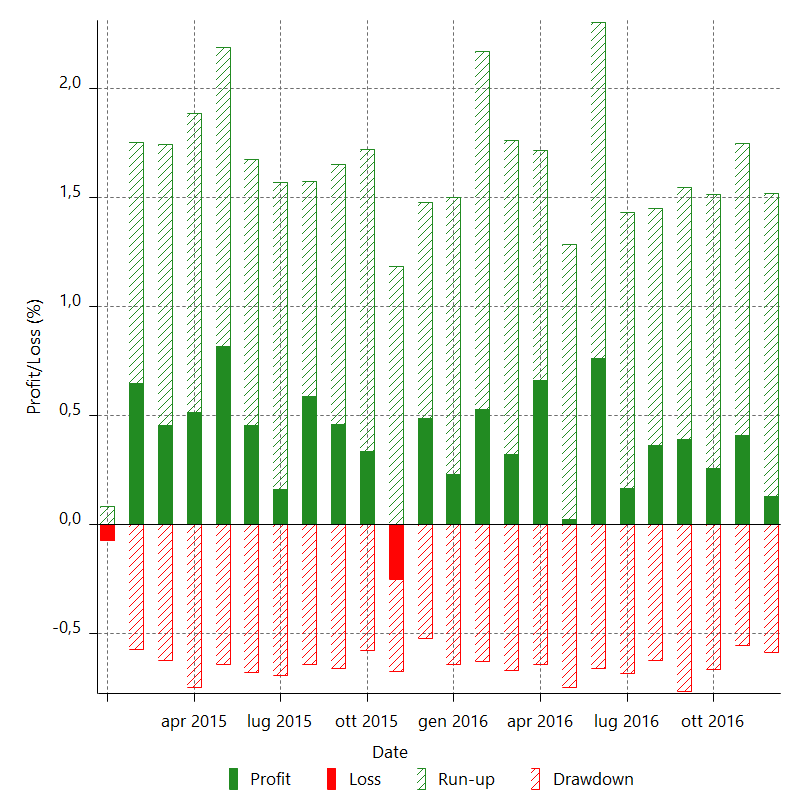 2,0
1,5
1,0
0,5
0,0
-0,5
Profit/Loss (%)
apr 2015 lug 2015 ott 2015 gen 2016 apr 2016 lug 2016 ott 2016
Date
Profit Loss Run-up Drawdown